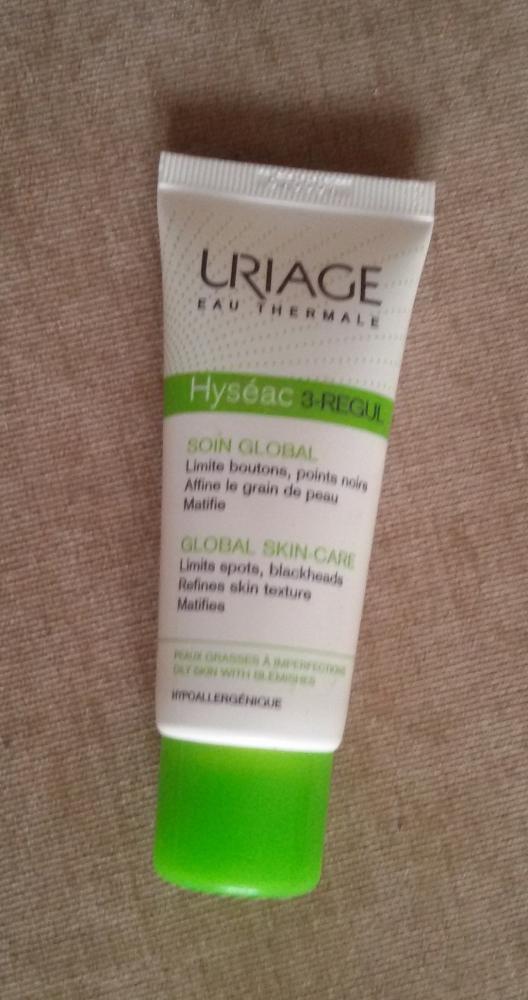 URIAGE
EAU THERMALE
Hyséac 3-REGUL
SOIN GLOBAL
Limite boutons, points noirs
Affine le grain de peau
Matifie
GLOBAL SKIN-CARE
Limits spots, blackheads
Refines skin texture
Matifies
PEAUX GRASSES À IMPERFECTIONS
OILY SKIN WITH BLEMISHES
HYPOALLERGÉNIQUE